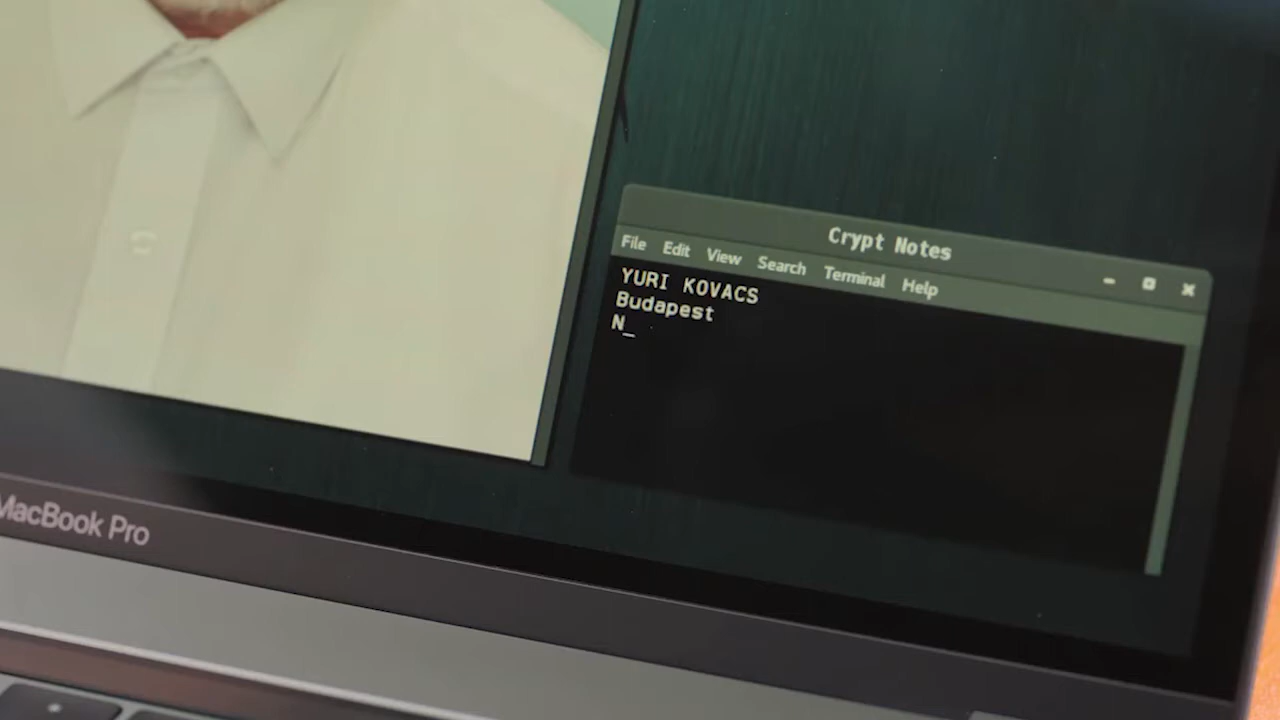 Crypt Notes
File Edit View Search Terminal Help
YURI KOVACS
Budapest
N_
MacBook Pro